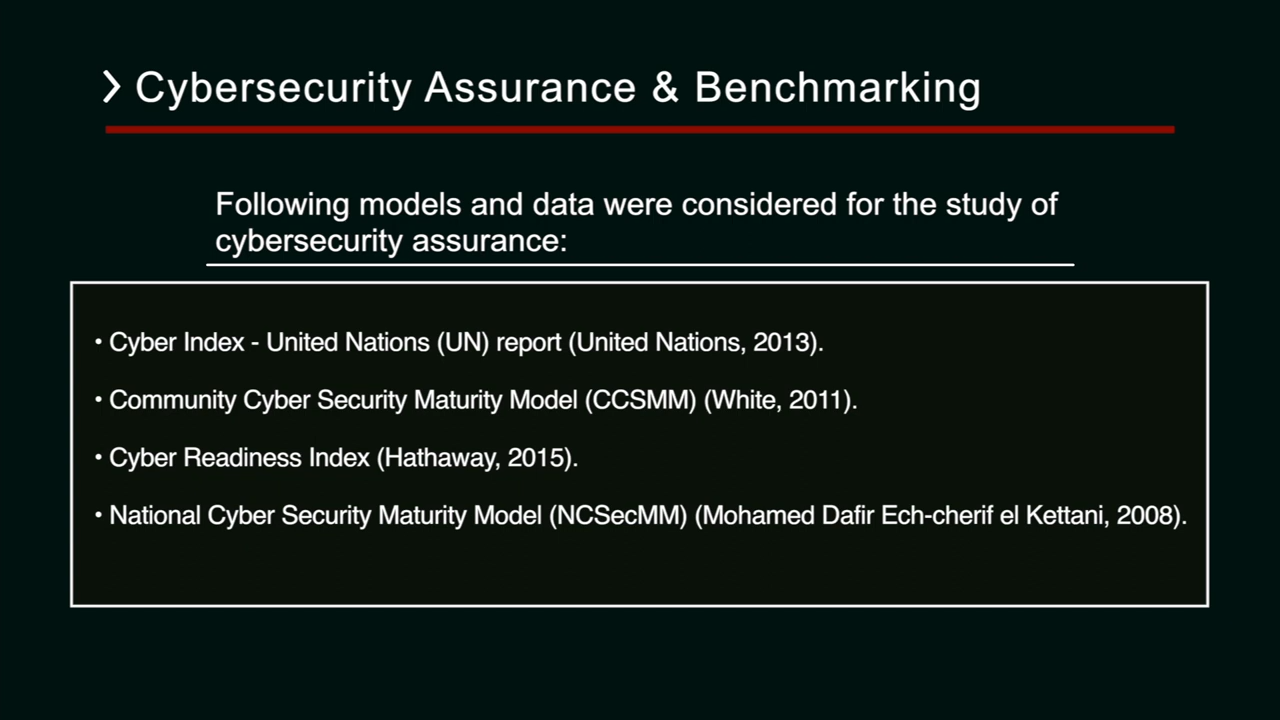 > Cybersecurity Assurance & Benchmarking
Following models and data were considered for the study of
cybersecurity assurance:
• Cyber Index - United Nations (UN) report (United Nations, 2013).
• Community Cyber Security Maturity Model (CCSMM) (White, 2011).
• Cyber Readiness Index (Hathaway, 2015).
• National Cyber Security Maturity Model (NCSecMM) (Mohamed Dafir Ech-cherif el Kettani, 2008).